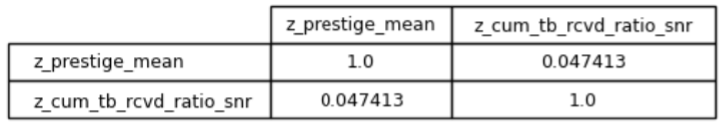 z_prestige_mean z_cum_tb_rcvd_ratio_snr
z_prestige_mean 1.0 0.047413
z_cum_tb_rcvd_ratio_snr 0.047413 1.0